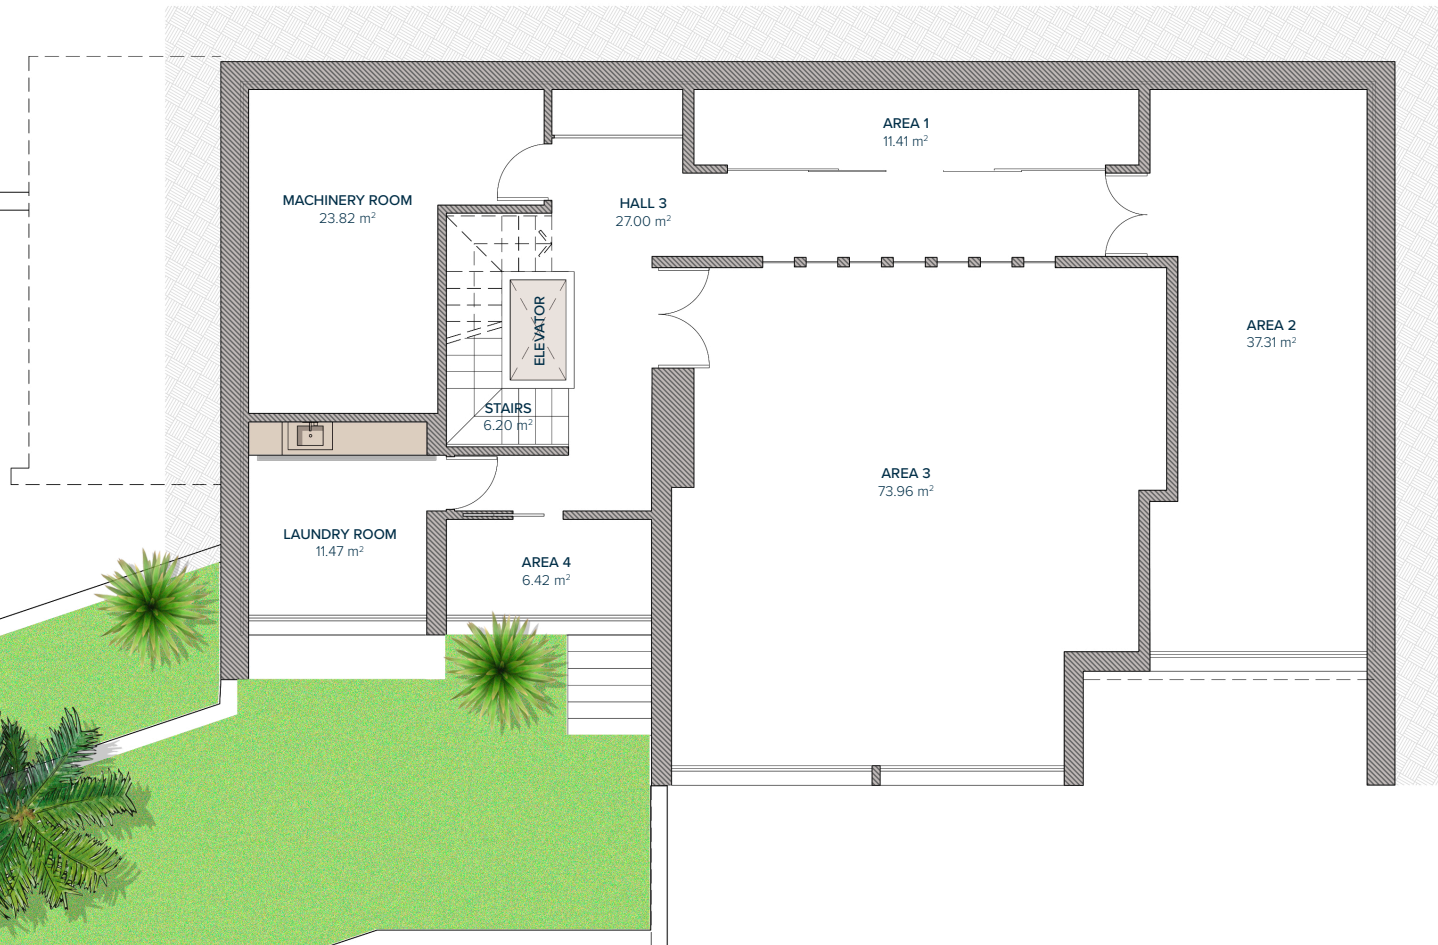 AREA 1
11.41 m²
MACHINERY ROOM
23.82 m²
HALL 3
27.00 m²
ELEVATOR
AREA 2
37.31 m²
STAIRS
6.20 m²
AREA 3
73.96 m²
LAUNDRY ROOM
11.47 m²
AREA 4
6.42 m²